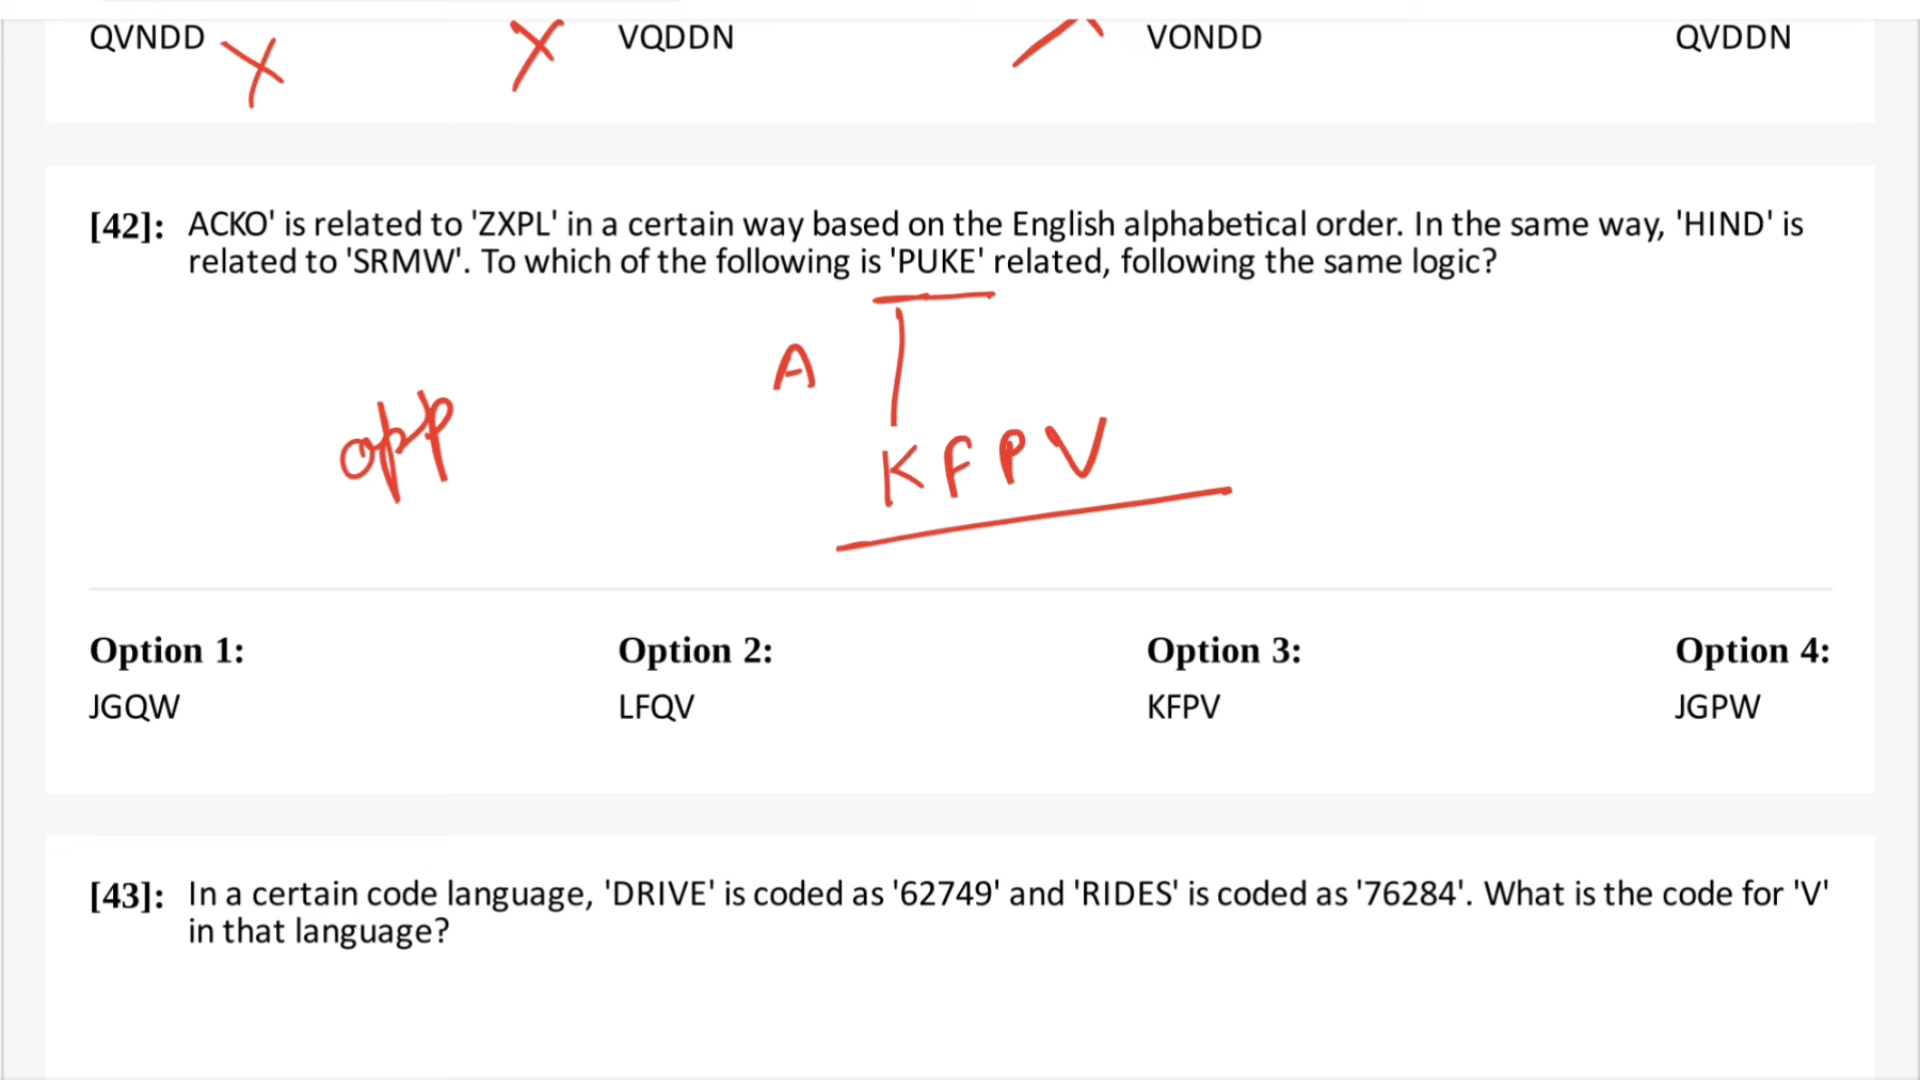 QVNDD VQDDN VONDD QVDDN
[42]: ACKO' is related to 'ZXPL' in a certain way based on the English alphabetical order. In the same way, 'HIND' is
related to 'SRMW'. To which of the following is 'PUKE' related, following the same logic?
A
opp
KFPV
Option 1: Option 2: Option 3: Option 4:
JGQW LFQV KFPV JGPW
[43]: In a certain code language, 'DRIVE' is coded as '62749' and 'RIDES' is coded as '76284'. What is the code for 'V'
in that language?